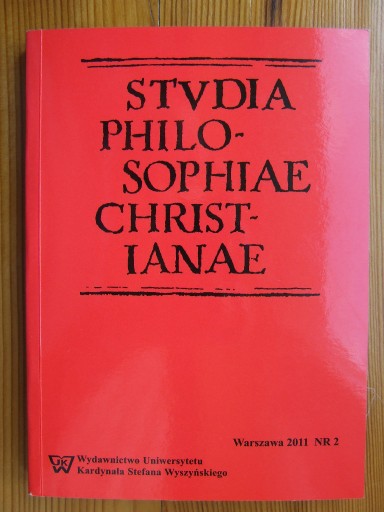 STVDIA
PHILO-
SOPHIAE
CHRIST-
IANAE
Warszawa 2011 NR 2
Wydawnictwo Uniwersytetu
Kardynała Stefana Wyszyńskiego